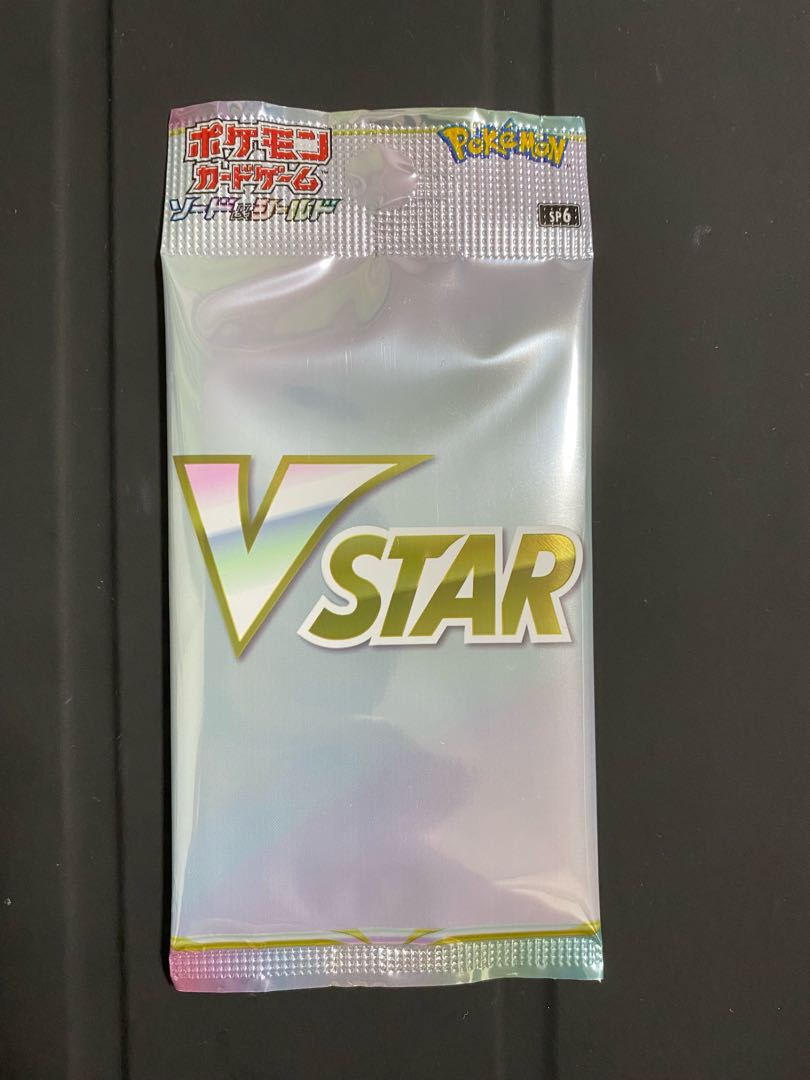 ポケモン
カードゲーム
ソード&シールド
Pokémon
SP6
V STAR